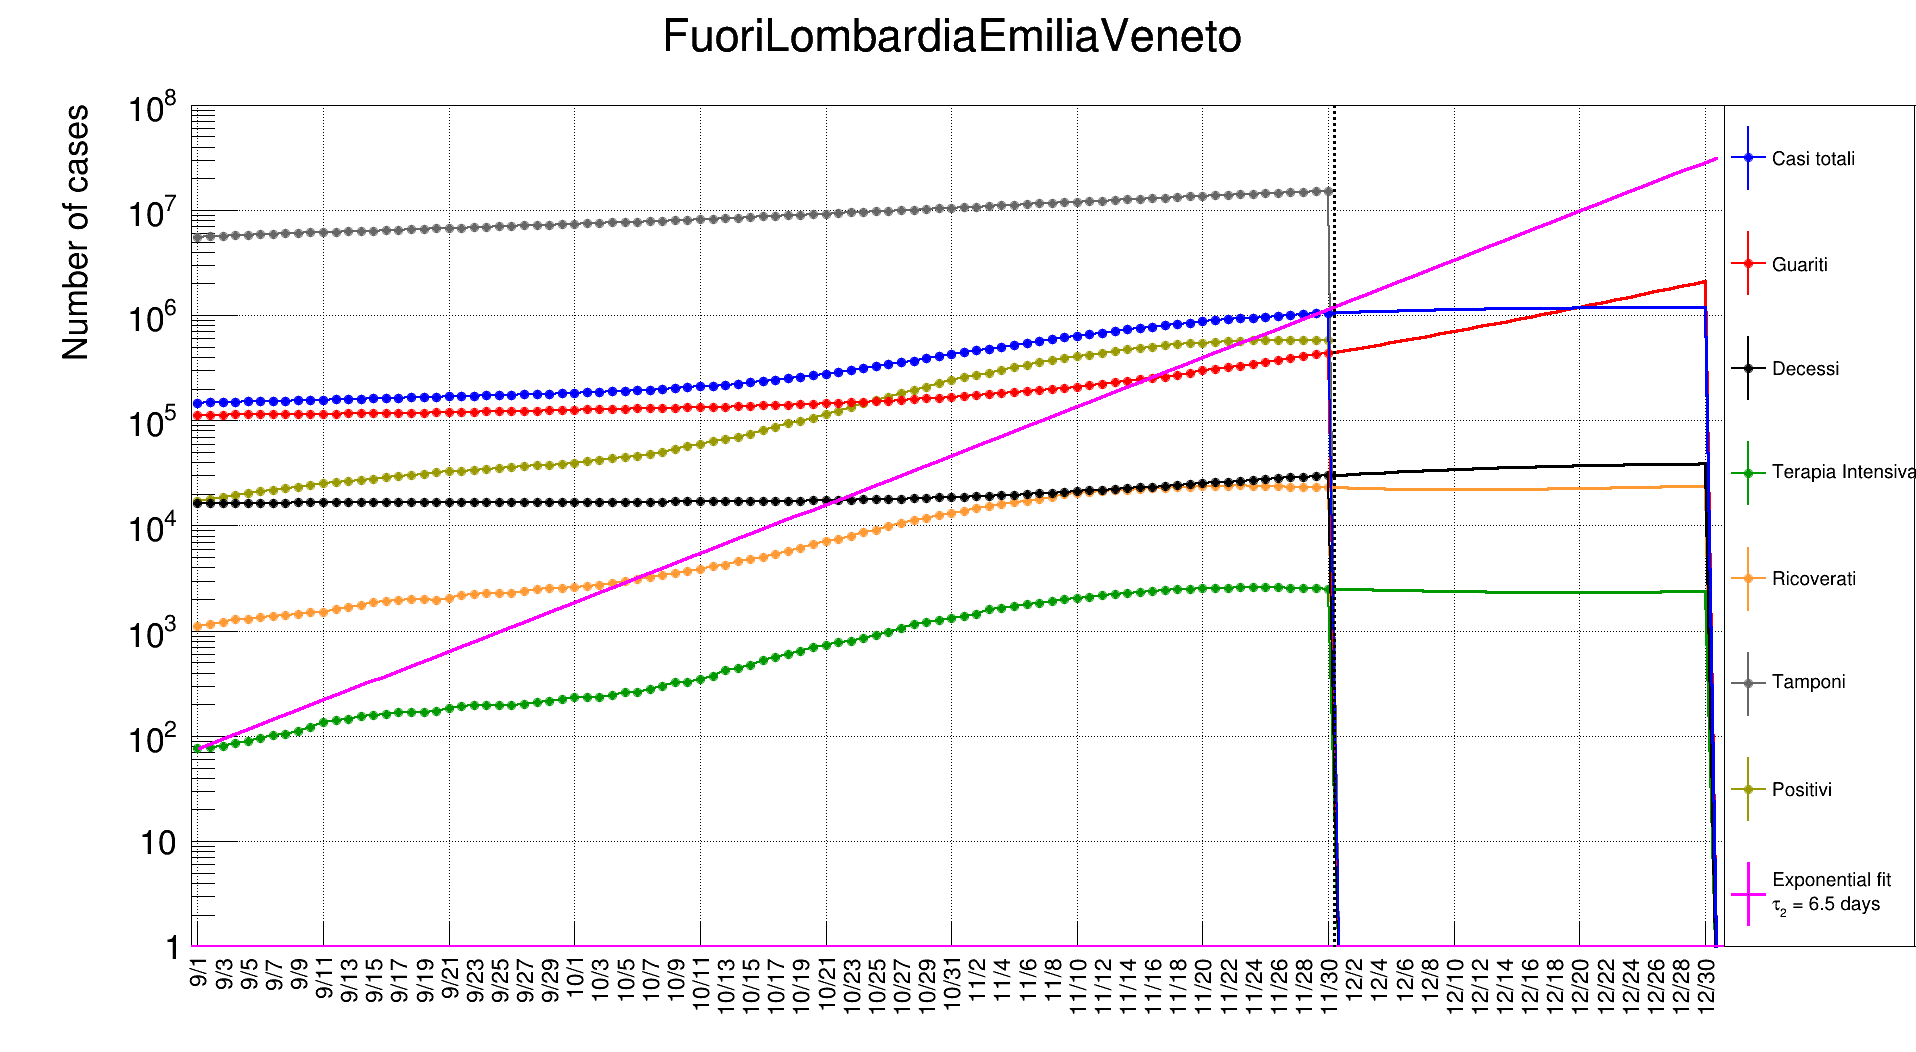 FuoriLombardiaEmiliaVeneto
Number of cases
10^8
10^7
10^6
10^5
10^4
10^3
10^2
10
1
9/1 9/3 9/5 9/7 9/9 9/11 9/13 9/15 9/17 9/19 9/21 9/23 9/25 9/27 9/29 10/1 10/3 10/5 10/7 10/9 10/11 10/13 10/15 10/17 10/19 10/21 10/23 10/25 10/27 10/29 10/31 11/2 11/4 11/6 11/8 11/10 11/12 11/14 11/16 11/18 11/20 11/22 11/24 11/26 11/28 11/30 12/2 12/4 12/6 12/8 12/10 12/12 12/14 12/16 12/18 12/20 12/22 12/24 12/26 12/28 12/30
Casi totali
Guariti
Decessi
Terapia Intensiva
Ricoverati
Tamponi
Positivi
Exponential fit
τ2 = 6.5 days